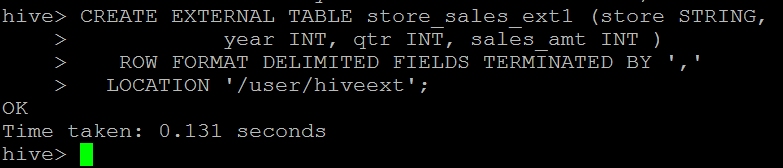 hive> CREATE EXTERNAL TABLE store_sales_ext1 (store STRING,
    >            year INT, qtr INT, sales_amt INT )
    >    ROW FORMAT DELIMITED FIELDS TERMINATED BY ','
    >   LOCATION '/user/hiveext';
OK
Time taken: 0.131 seconds
hive>